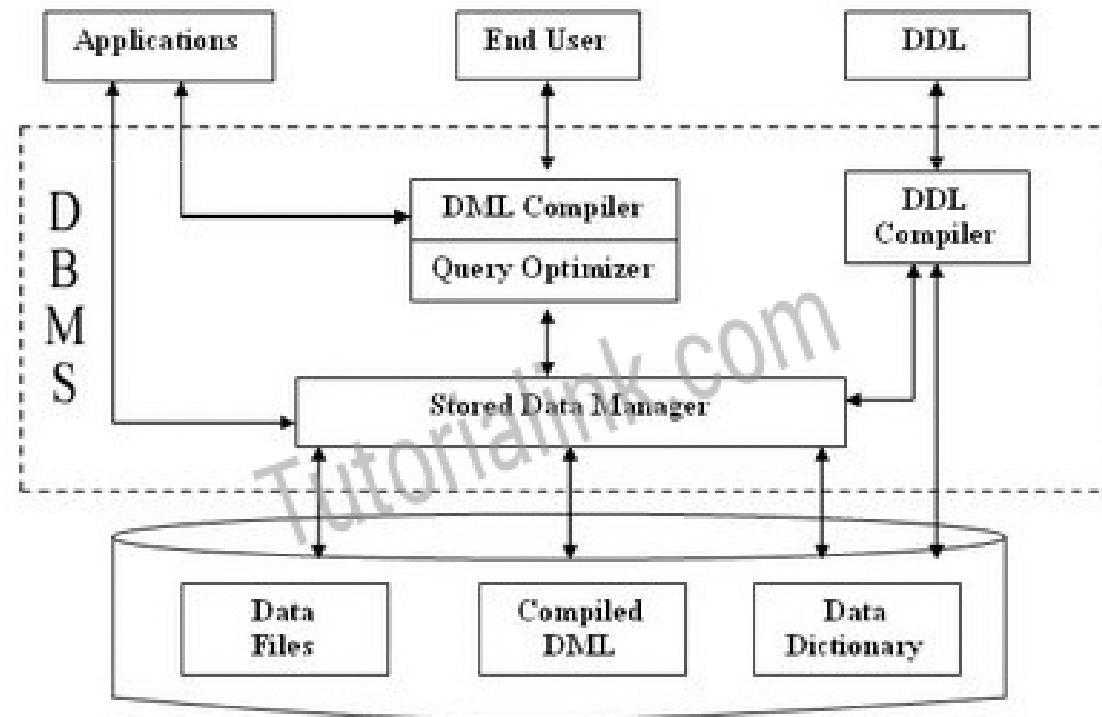 Applications
End User
DDL
D
B
M
S
DML Compiler
Query Optimizer
DDL
Compiler
Stored Data Manager
Tutorialink.com
Data
Files
Compiled
DML
Data
Dictionary